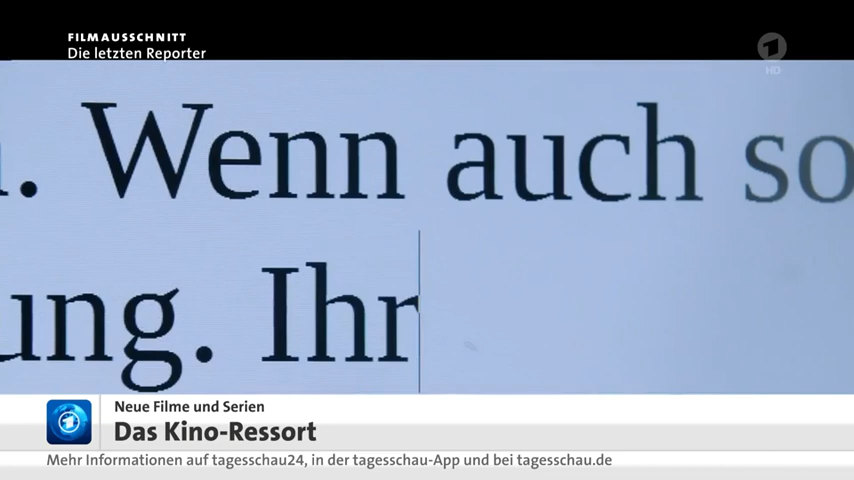 FILMAUSSCHNITT
Die letzten Reporter
HD
. Wenn auch so
ung. Ihr
Neue Filme und Serien
Das Kino-Ressort
Mehr Informationen auf tagesschau24, in der tagesschau-App und bei tagesschau.de